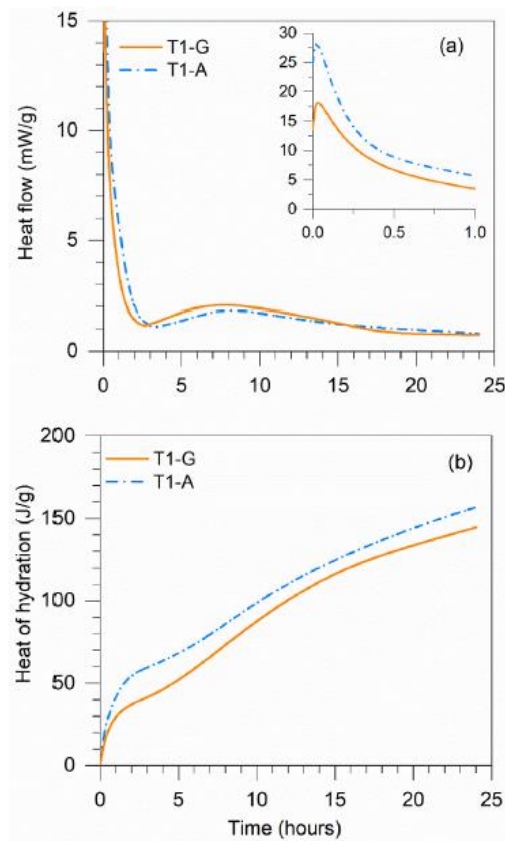 T1-G
T1-A
(a)
Heat flow (mW/g)
15
10
5
0
30
25
20
15
10
5
0
0.0 0.5 1.0
0 5 10 15 20 25
T1-G
T1-A
(b)
Heat of hydration (J/g)
200
150
100
50
0
0 5 10 15 20 25
Time (hours)